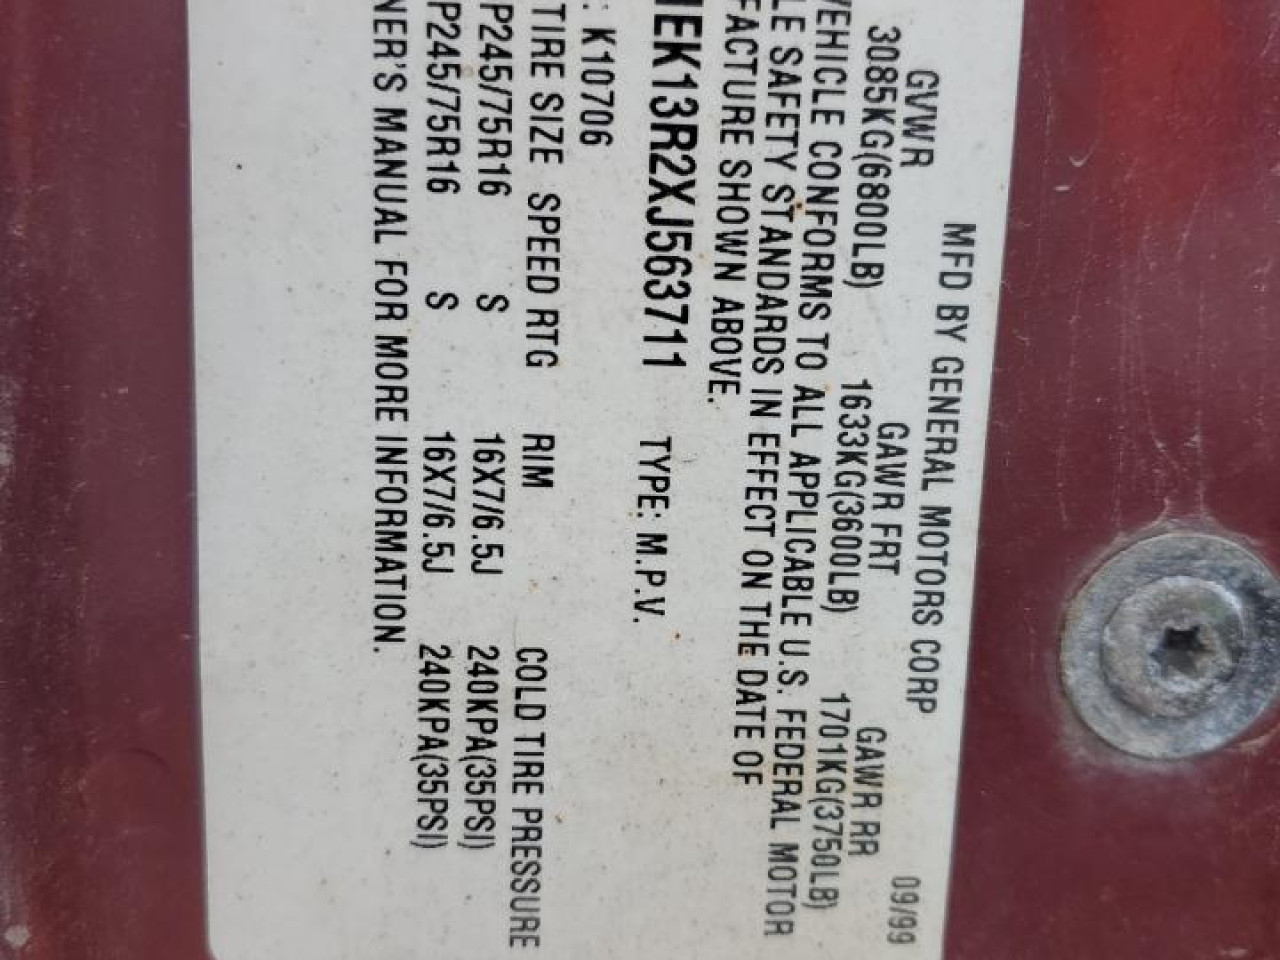 MFD BY GENERAL MOTORS CORP 09/99
GVWR GAWR FRT GAWR RR
3085KG(6800LB) 1633KG(3600LB) 1701KG(3750LB)
VEHICLE CONFORMS TO ALL APPLICABLE U.S. FEDERAL MOTOR
LE SAFETY STANDARDS IN EFFECT ON THE DATE OF
FACTURE SHOWN ABOVE.
EK13R2XJ563711 TYPE: M.P.V.
: K10706
TIRE SIZE SPEED RTG RIM COLD TIRE PRESSURE
P245/75R16 S 16X7/6.5J 240KPA(35PSI)
P245/75R16 S 16X7/6.5J 240KPA(35PSI)
NER'S MANUAL FOR MORE INFORMATION.